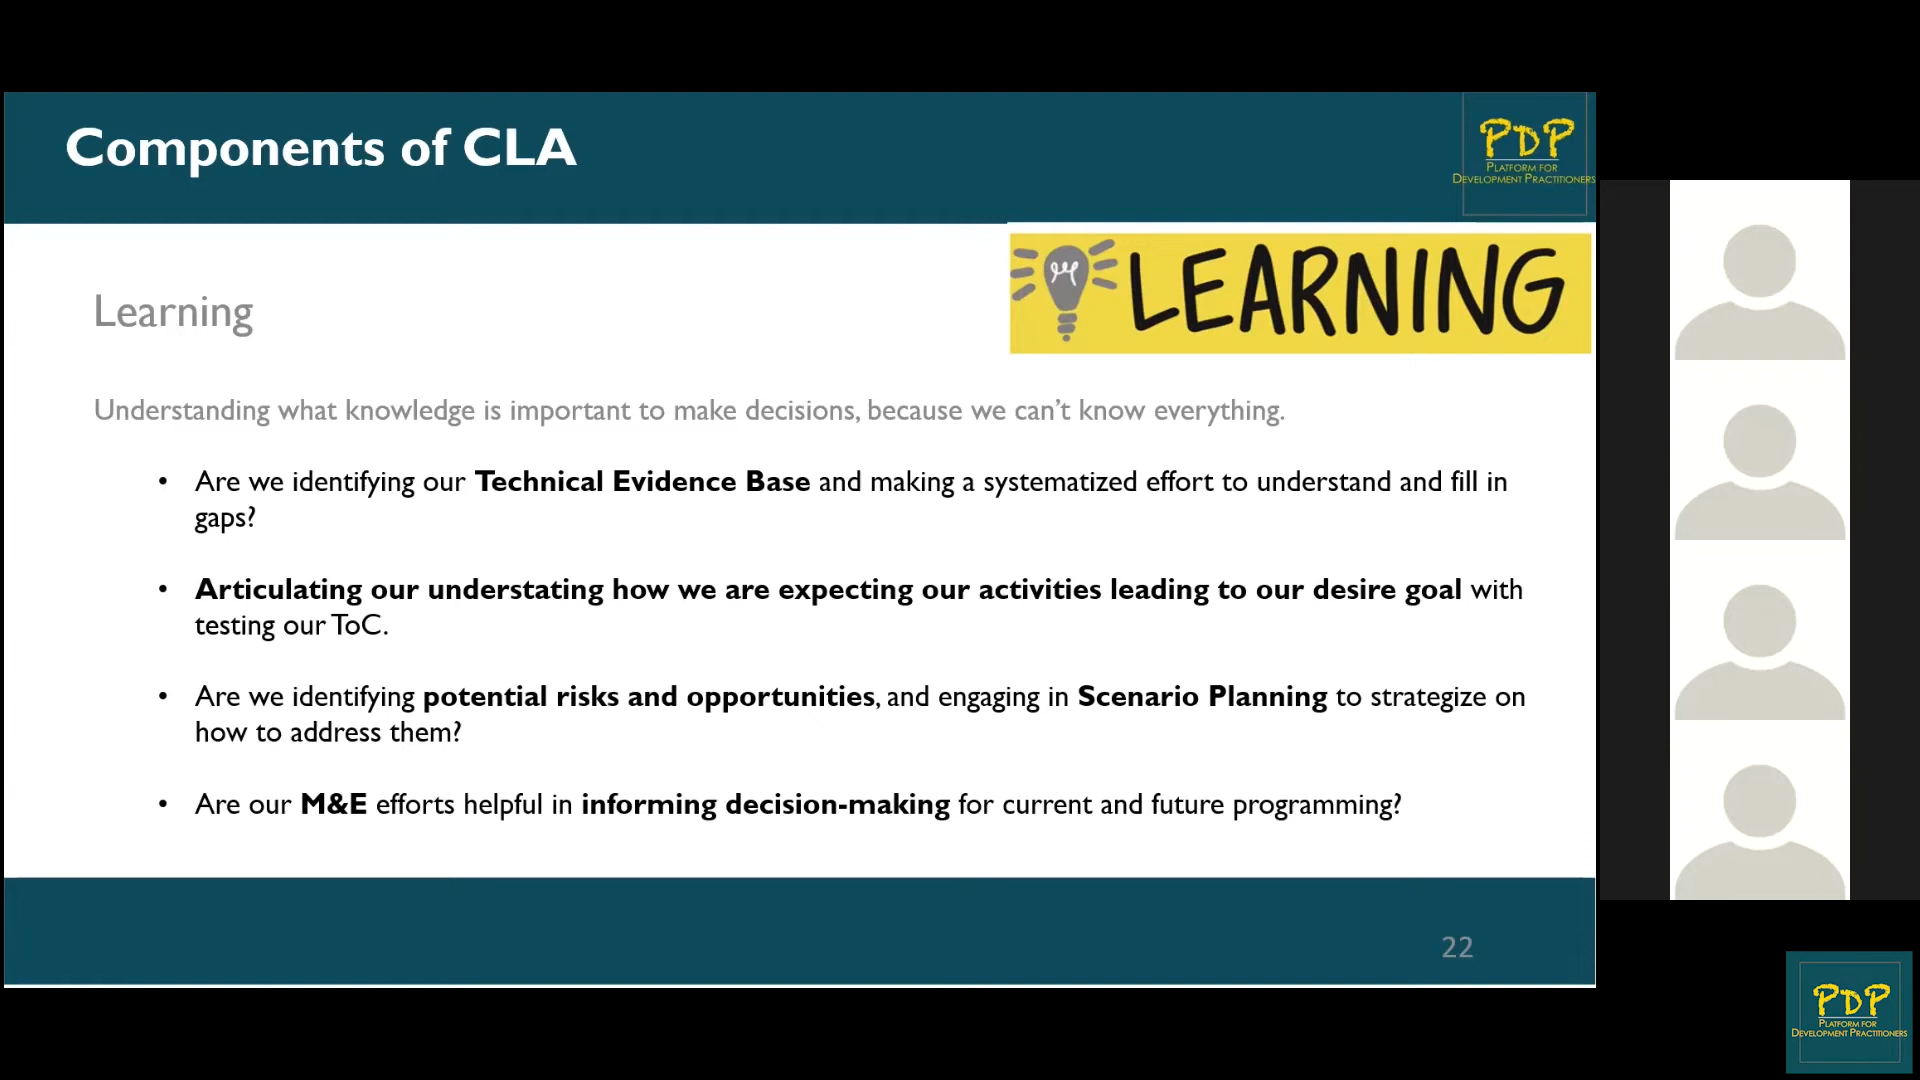 Components of CLA
PDP
PLATFORM FOR
DEVELOPMENT PRACTITIONERS
LEARNING
Learning
Understanding what knowledge is important to make decisions, because we can’t know everything.
• Are we identifying our Technical Evidence Base and making a systematized effort to understand and fill in
gaps?
• Articulating our understating how we are expecting our activities leading to our desire goal with
testing our ToC.
• Are we identifying potential risks and opportunities, and engaging in Scenario Planning to strategize on
how to address them?
• Are our M&E efforts helpful in informing decision-making for current and future programming?
22
PDP
PLATFORM FOR
DEVELOPMENT PRACTITIONERS